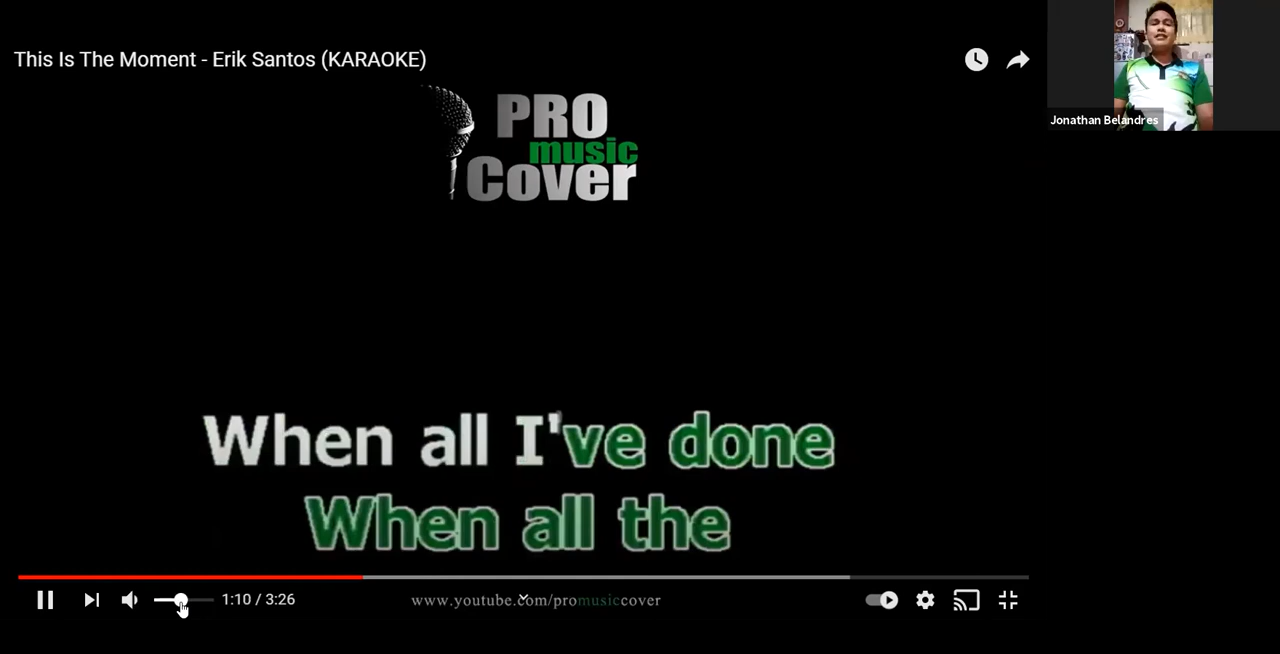 This Is The Moment - Erik Santos (KARAOKE)
Jonathan Belandres
PRO
music
Cover
When all I've done
When all the
1:10 / 3:26
www.youtube.com/promusiccover